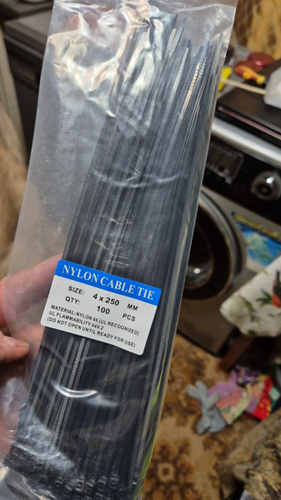 NYLON CABLE TIE
SIZE: 4 x 250 MM
QTY: 100 PCS
MATERIAL:NYLON 66 (UL RECOGNIZED)
UL FLAMMABILITY 94V-2
(DO NOT OPEN UNTIL READY FOR USE)